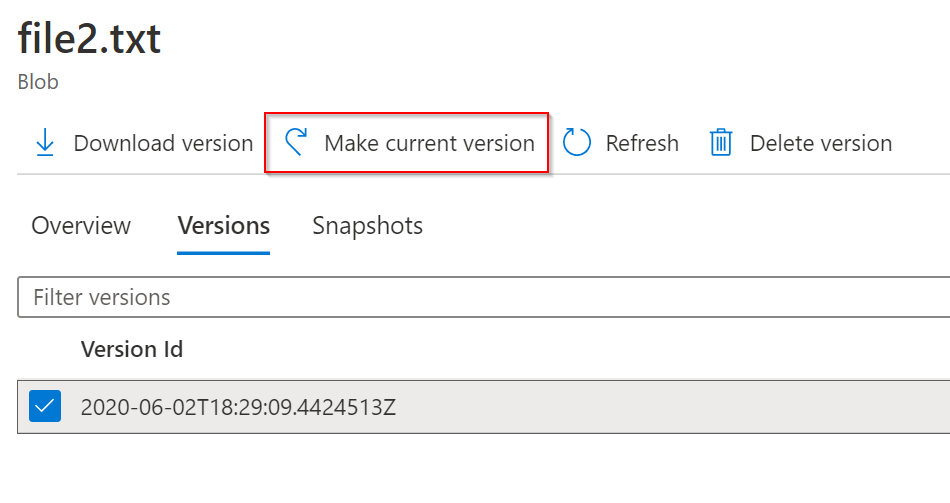 file2.txt
Blob
Download version Make current version Refresh Delete version
Overview Versions Snapshots
Filter versions
Version Id
2020-06-02T18:29:09.4424513Z